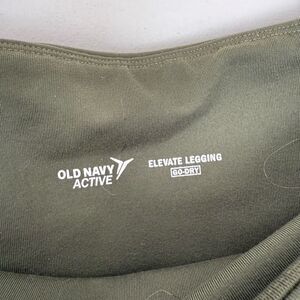 OLD NAVY
ACTIVE
ELEVATE LEGGING
GO-DRY